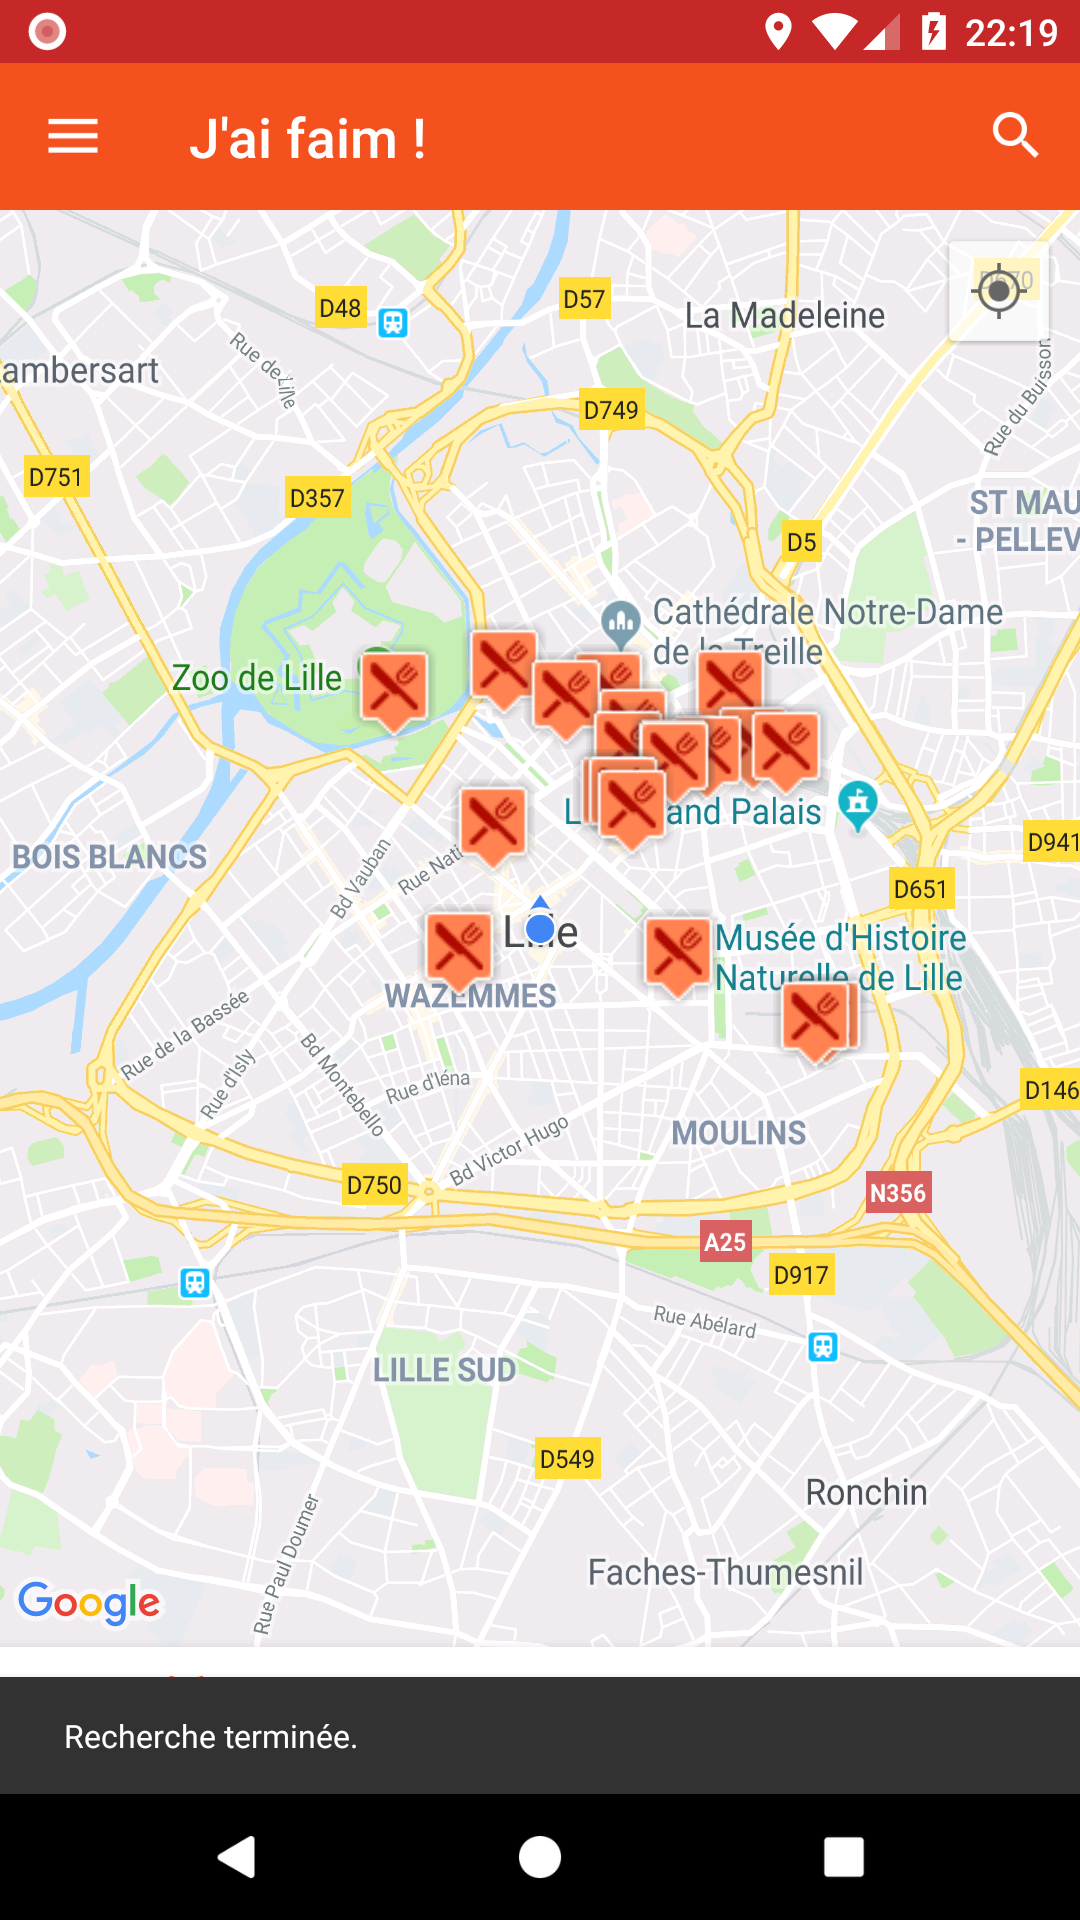 22:19
J'ai faim !
D670
D57
D48
La Madeleine
Rue de Lille
ambersart
Rue du Buisson
D749
D751
D357
ST MAU
- PELLEV
D5
Cathédrale Notre-Dame
de la Treille
Zoo de Lille
and Palais
D941
BOIS BLANCS
Bd Vauban
Rue Nati
D651
Lille
Musée d'Histoire
Naturelle de Lille
WAZEMMES
Rue de la Bassée
Rue d'Isly
Bd Montebello
Rue d'Iéna
D146
Bd Victor Hugo
MOULINS
D750
N356
A25
D917
Rue Abélard
LILLE SUD
D549
Ronchin
Rue Paul Doumer
Faches-Thumesnil
Google
Recherche terminée.